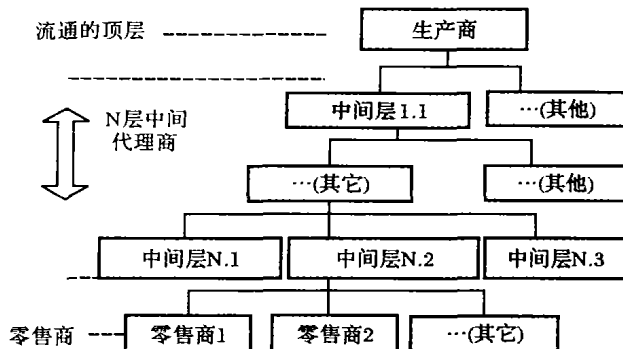 流通的顶层
生产商
N层中间
代理商
中间层1.1
…(其他)
…(其它)
…(其他)
中间层N.1
中间层N.2
中间层N.3
零售商
零售商1
零售商2
…(其它)